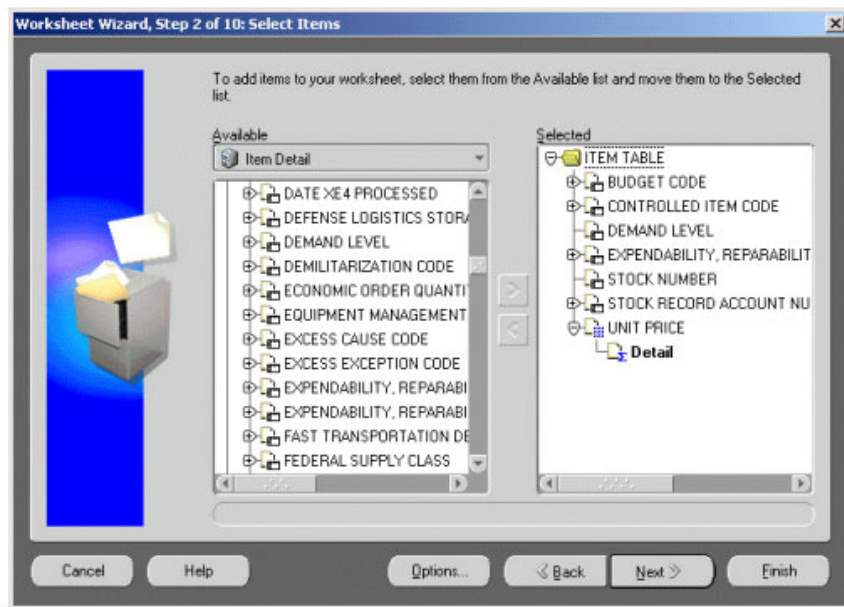 Worksheet Wizard, Step 2 of 10: Select Items
To add items to your worksheet, select them from the Available list and move them to the Selected
list.
Available
Item Detail
DATE XE4 PROCESSED
DEFENSE LOGISTICS STORA
DEMAND LEVEL
DEMILITARIZATION CODE
ECONOMIC ORDER QUANTI
EQUIPMENT MANAGEMENT
EXCESS CAUSE CODE
EXCESS EXCEPTION CODE
EXPENDABILITY, REPARABI
EXPENDABILITY, REPARABI
FAST TRANSPORTATION DE
FEDERAL SUPPLY CLASS
Selected
ITEM TABLE
BUDGET CODE
CONTROLLED ITEM CODE
DEMAND LEVEL
EXPENDABILITY, REPARABILIT
STOCK NUMBER
STOCK RECORD ACCOUNT NU
UNIT PRICE
Detail
Cancel
Help
Options...
Back
Next
Finish